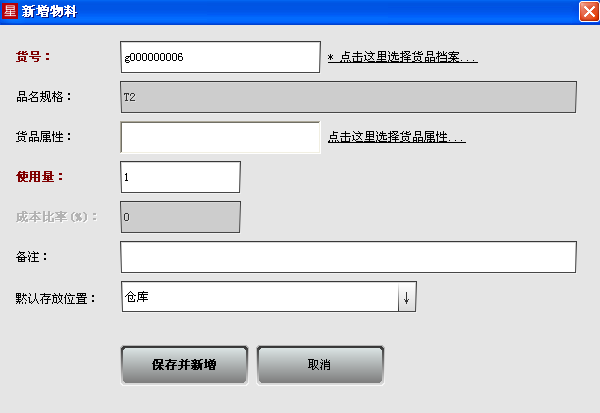 星 新增物料
货号： g000000006 * 点击这里选择货品档案...
品名规格： T2
货品属性： 点击这里选择货品属性...
使用量： 1
成本比率(%)： 0
备注：
默认存放位置： 仓库
保存并新增 取消